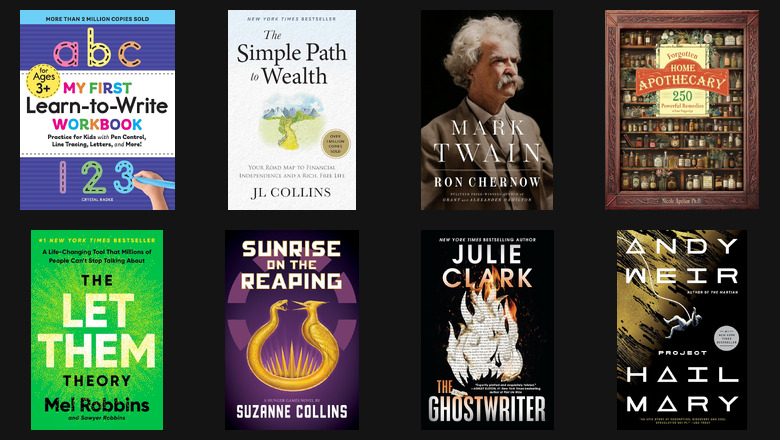 MORE THAN 2 MILLION COPIES SOLD
abc
for
Ages
3+
MY FIRST
Learn-to-Write
WORKBOOK
Practice for Kids with Pen Control,
Line Tracing, Letters, and More!
123
CRYSTAL RADKE
NEW YORK TIMES BESTSELLER
The
Simple Path
to Wealth
OVER
1 MILLION
COPIES
SOLD
YOUR ROAD MAP TO FINANCIAL
INDEPENDENCE AND A RICH, FREE LIFE
JL COLLINS
MARK
TWAIN
RON CHERNOW
PULITZER PRIZE-WINNING AUTHOR OF
GRANT and ALEXANDER HAMILTON
Forgotten
HOME
APOTHECARY
250
Powerful Remedies
Nicole Apelian Ph.D
#1 NEW YORK TIMES BESTSELLER
A Life-Changing Tool That Millions of
People Can't Stop Talking About
THE
LET
THEM
THEORY
Mel Robbins
and Sawyer Robbins
SUNRISE
ON THE
REAPING
A HUNGER GAMES NOVEL BY
SUZANNE COLLINS
NEW YORK TIMES BESTSELLING AUTHOR
JULIE
CLARK
THE
GHOSTWRITER
ANDY
WEIR
AUTHOR OF THE MARTIAN
PROJECT
HAIL
MARY